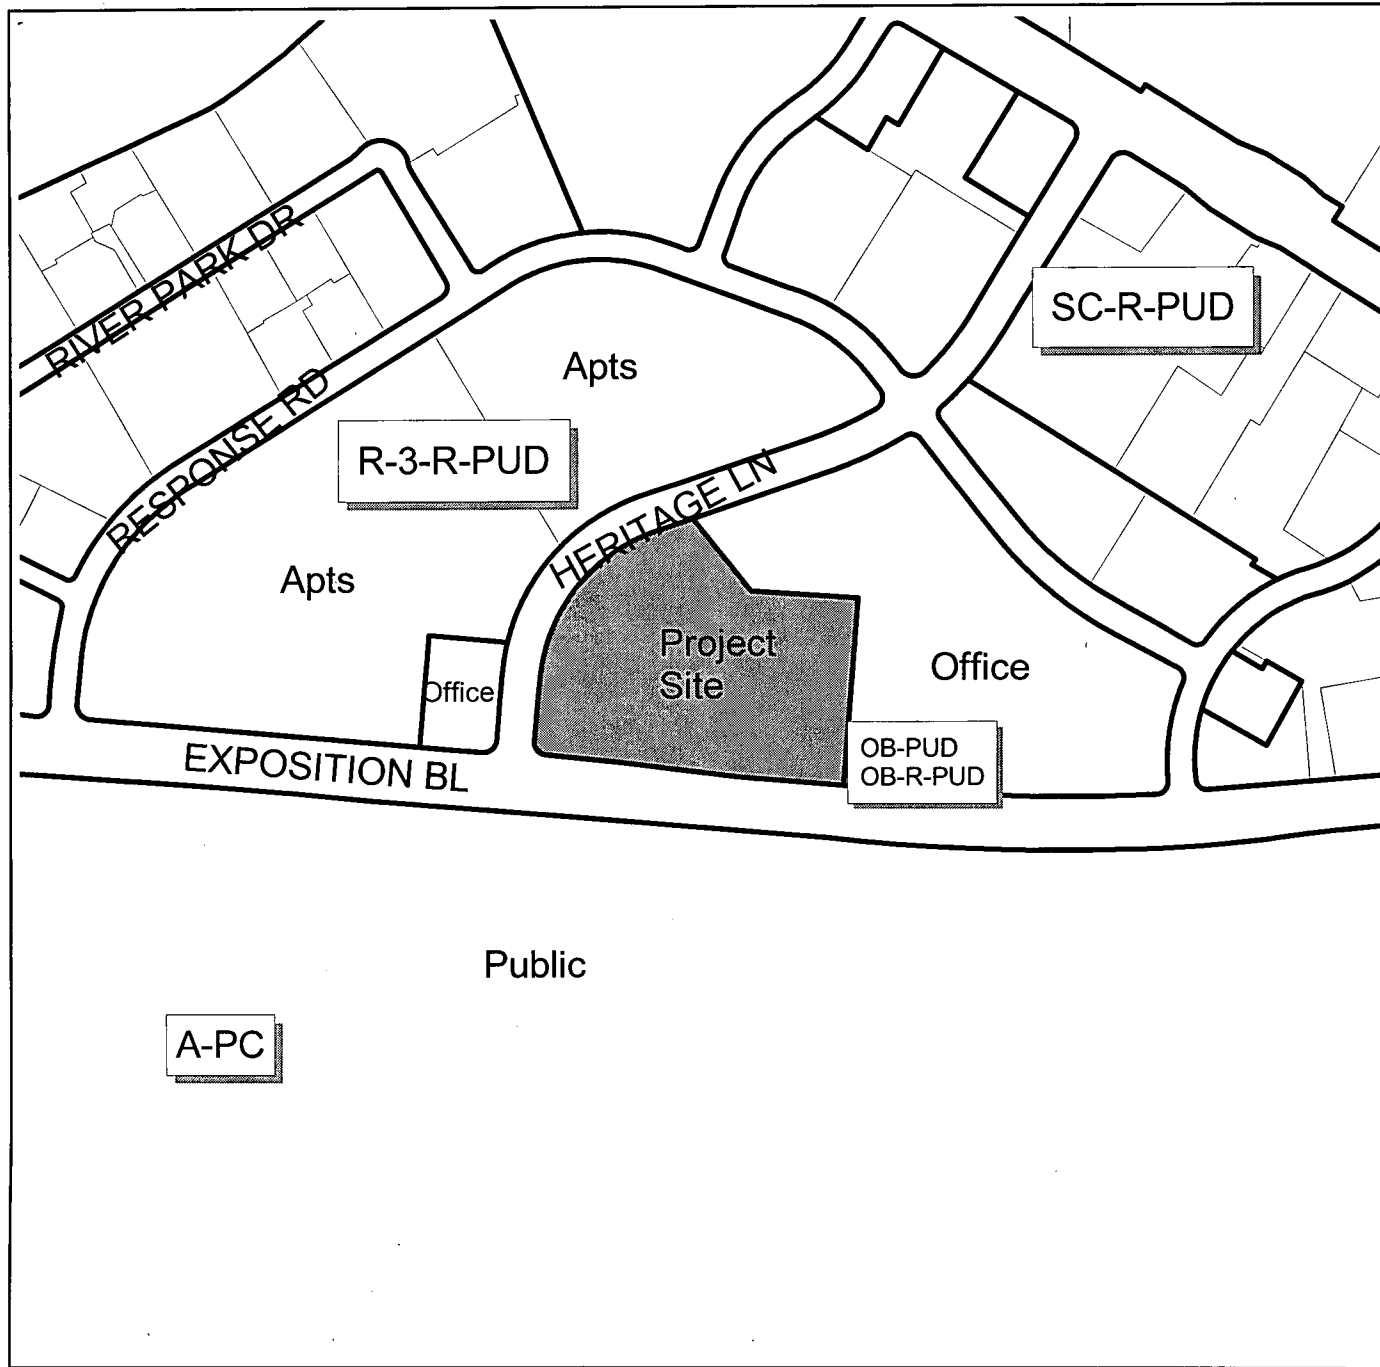 RIVER PARK DR
SC-R-PUD
Apts
RESPONSE RD
R-3-R-PUD
HERITAGE LN
Apts
Project
Site
Office
Office
OB-PUD
OB-R-PUD
EXPOSITION BL
Public
A-PC